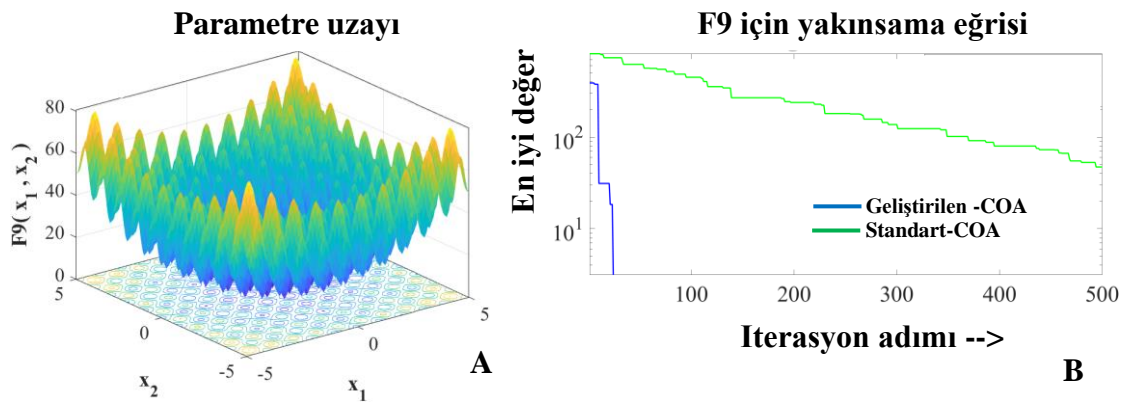 Parametre uzayı
F9( x1 , x2 )
80
60
40
20
0
5
0
-5
x2
-5
0
5
x1
A
F9 için yakınsama eğrisi
En iyi değer
10^2
10^1
Geliştirilen -COA
Standart-COA
100
200
300
400
500
Iterasyon adımı -->
B